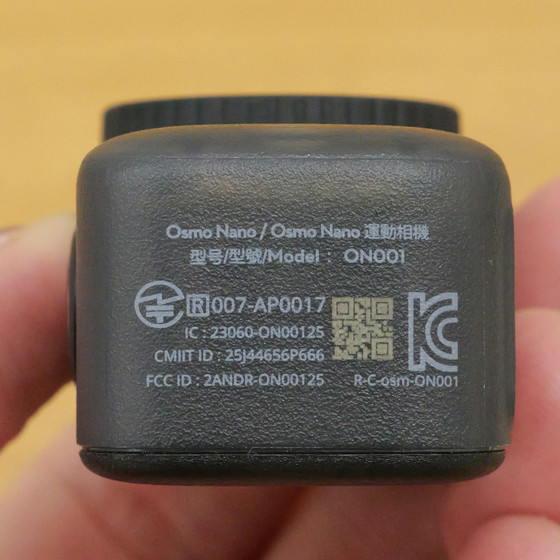 Osmo Nano / Osmo Nano 運動相機
型号/型號/Model : ON001
R 007-AP0017
IC : 23060-ON00125
CMIIT ID : 25J44656P666
FCC ID : 2ANDR-ON00125
R-C-osm-ON001